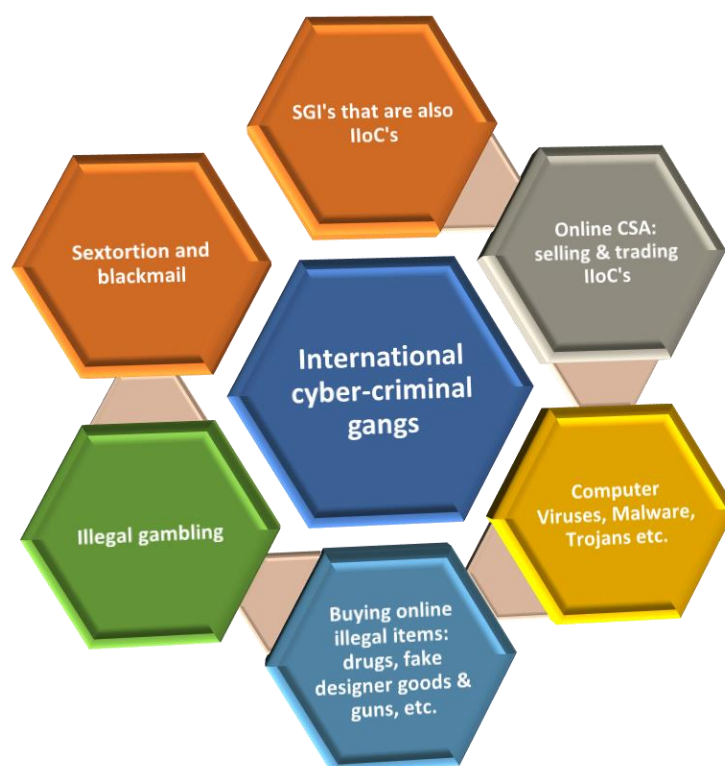 SGI's that are also
IIoC's
Online CSA:
selling & trading
IIoC's
Computer
Viruses, Malware,
Trojans etc.
Buying online
illegal items:
drugs, fake
designer goods &
guns, etc.
Illegal gambling
Sextortion and
blackmail
International
cyber-criminal
gangs